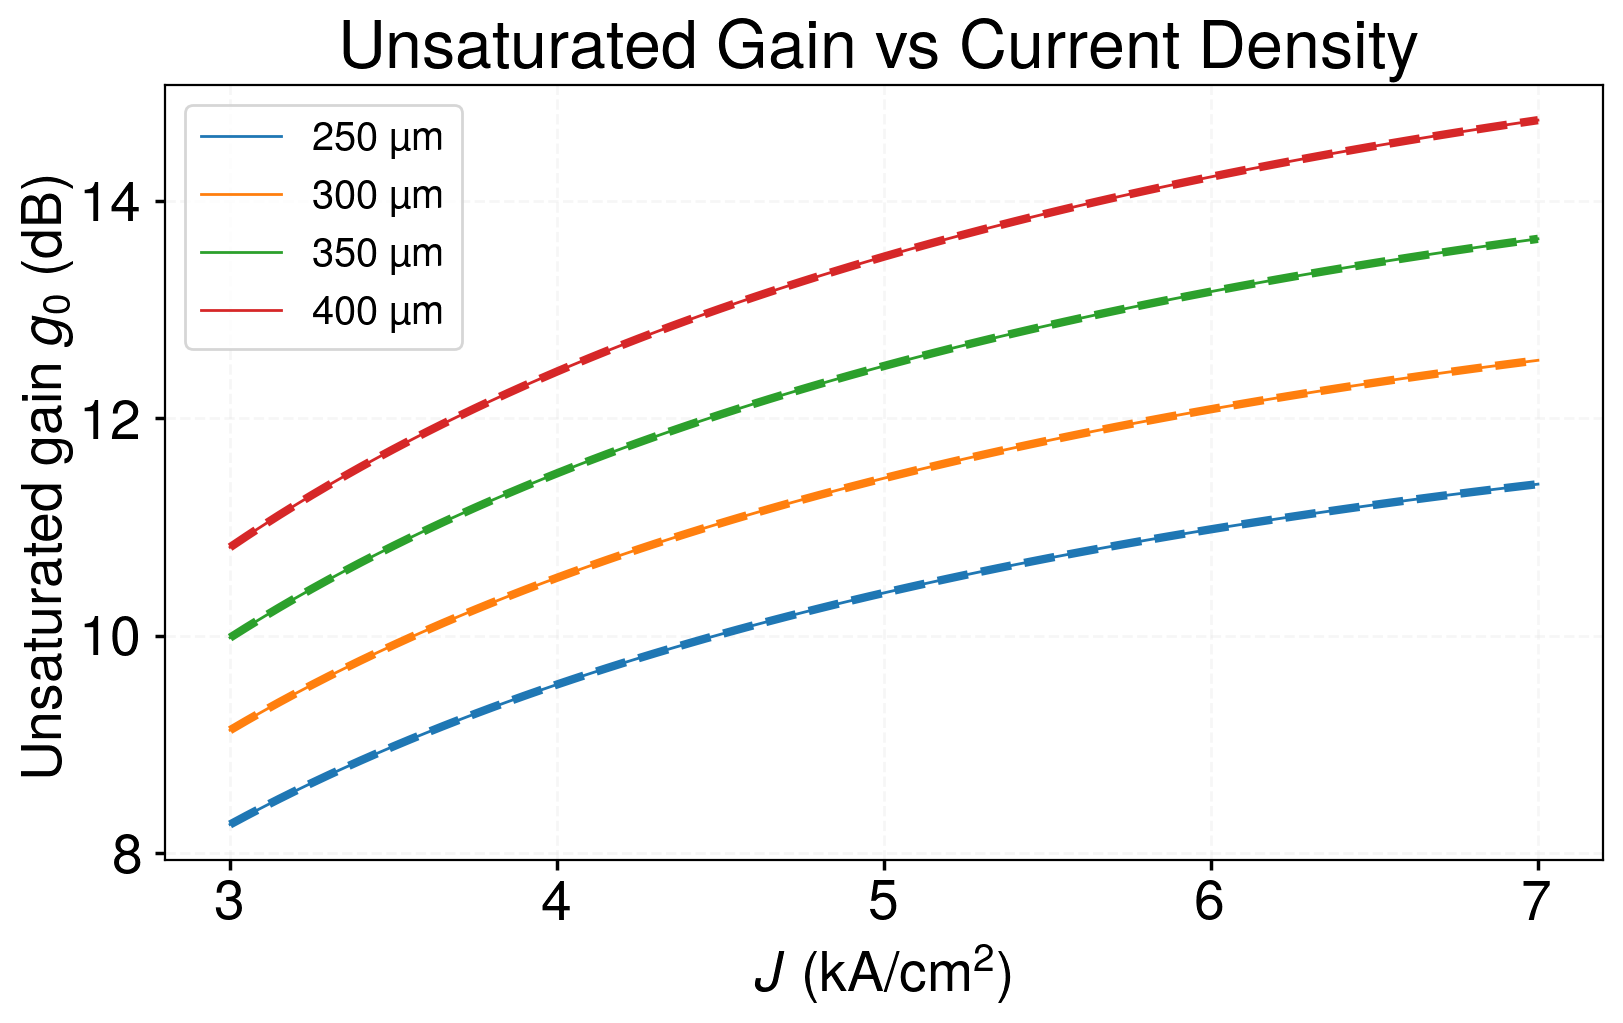 Unsaturated Gain vs Current Density
Unsaturated gain g₀ (dB)
14
12
10
8
250 µm
300 µm
350 µm
400 µm
3 4 5 6 7
J (kA/cm²)